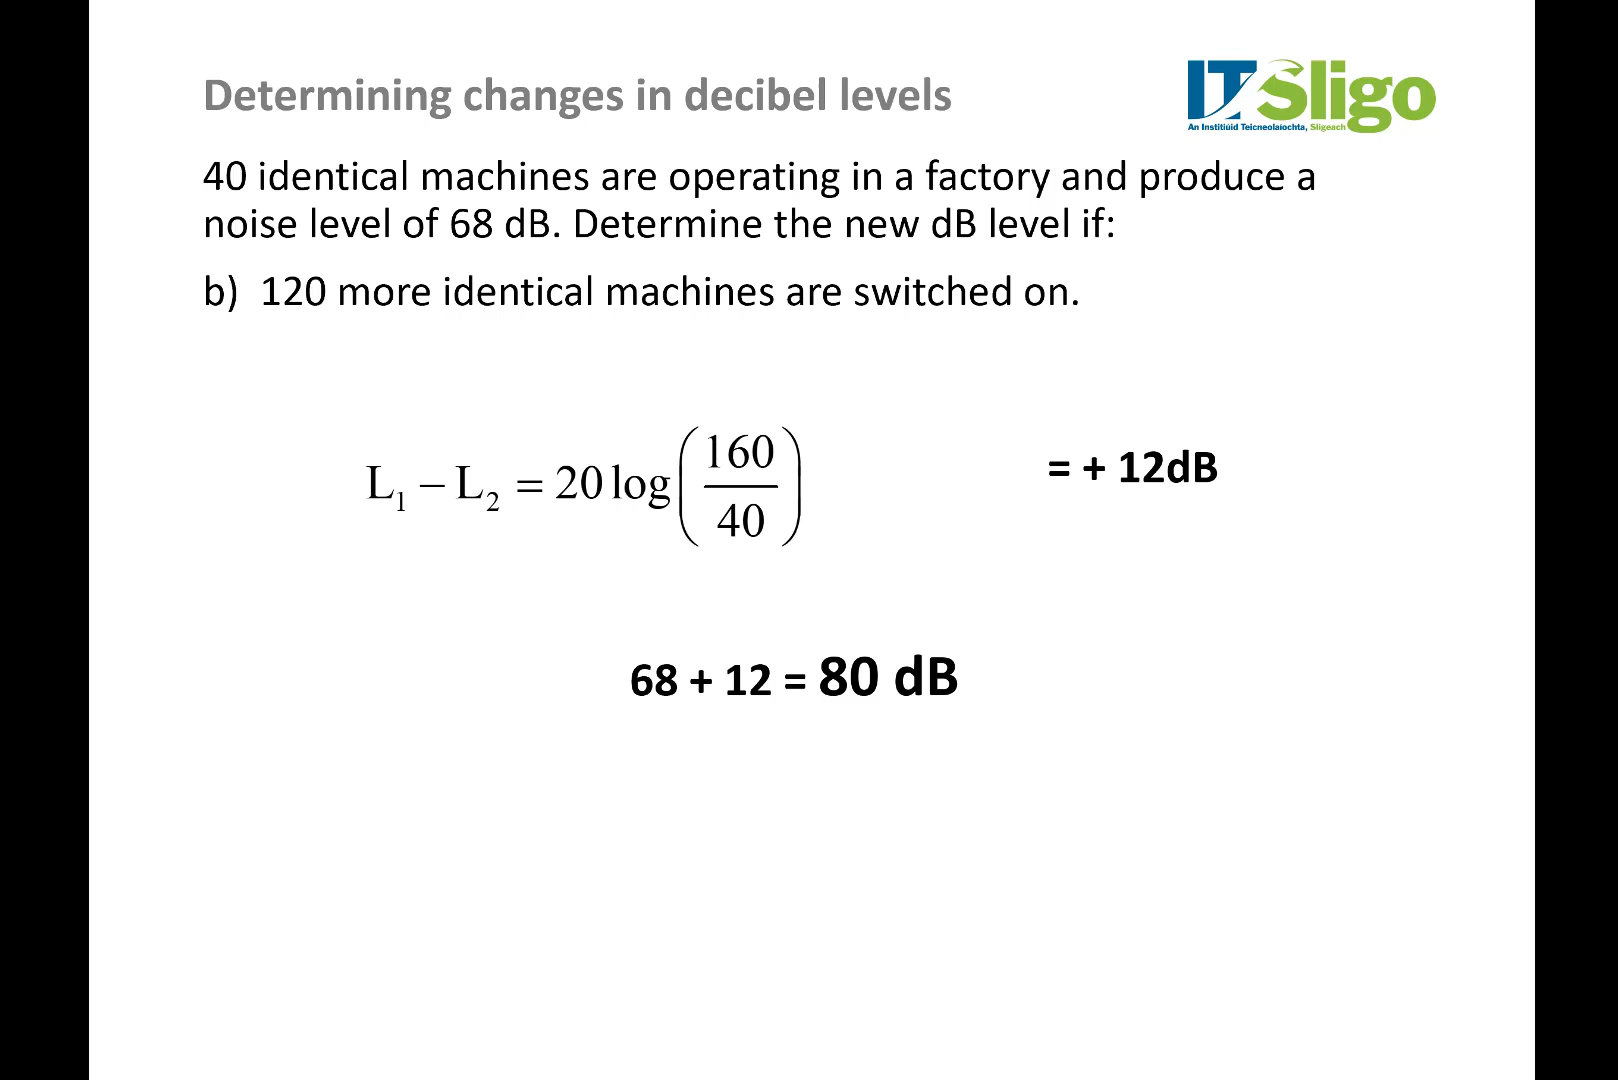 Determining changes in decibel levels
ITSligo
An Institiúid Teicneolaíochta, Sligeach
40 identical machines are operating in a factory and produce a
noise level of 68 dB. Determine the new dB level if:
b) 120 more identical machines are switched on.
L₁ − L₂ = 20 log(160/40) = + 12dB
68 + 12 = 80 dB